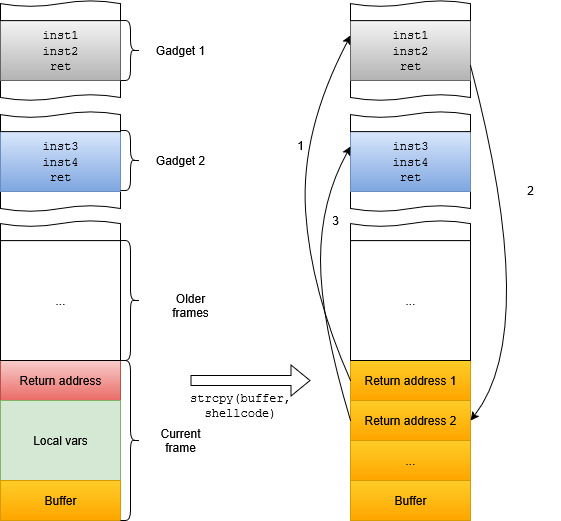 inst1
inst2
ret
Gadget 1
inst3
inst4
ret
Gadget 2
...
Older
frames
Return address
Local vars
Current
frame
Buffer
strcpy(buffer,
shellcode)
inst1
inst2
ret
1
inst3
inst4
ret
2
3
...
Return address 1
Return address 2
...
Buffer